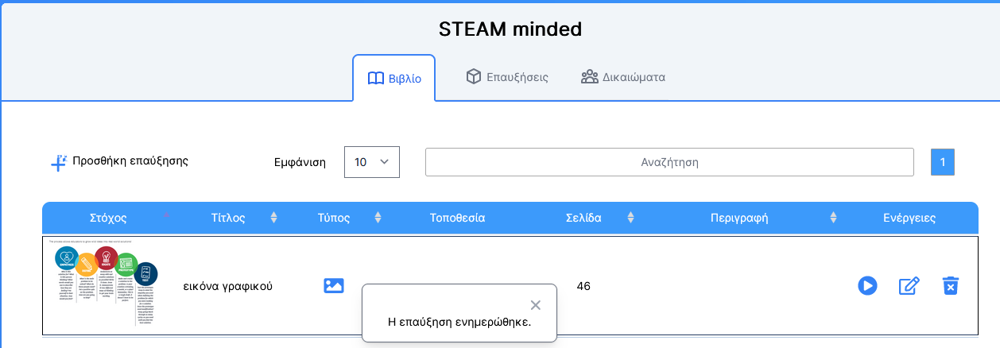 STEAM minded
Βιβλίο
Επαυξήσεις
Δικαιώματα
Προσθήκη επαύξησης
Εμφάνιση
10
Αναζήτηση
1
Στόχος
Τίτλος
Τύπος
Τοποθεσία
Σελίδα
Περιγραφή
Ενέργειες
εικόνα γραφικού
46
Η επαύξηση ενημερώθηκε.